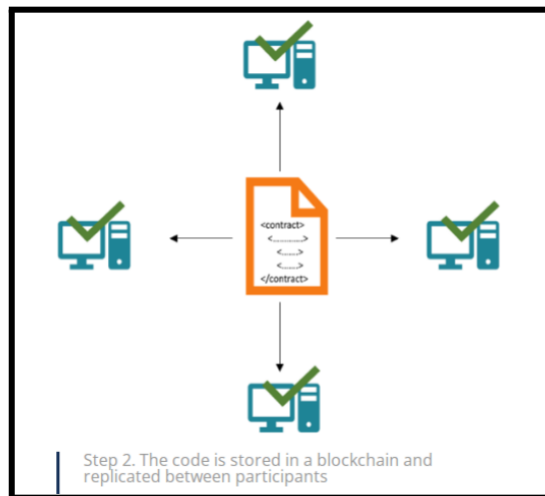 <contract>
<............>
<......>
<......>
</contract>
Step 2. The code is stored in a blockchain and
replicated between participants